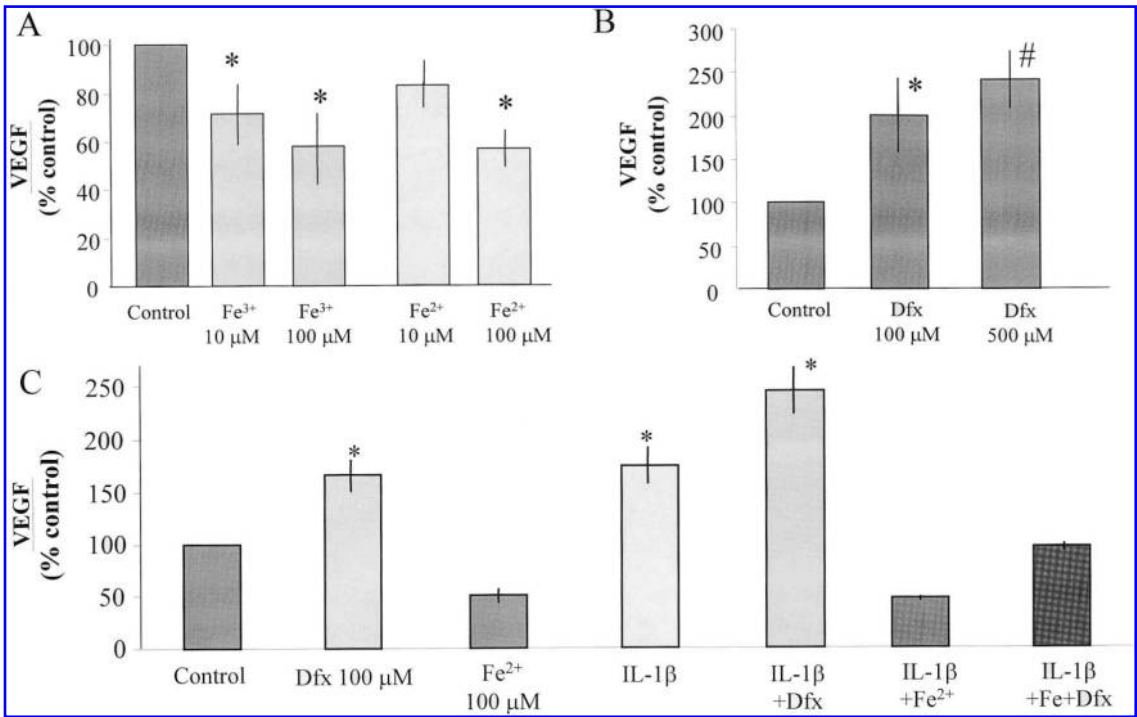 A
VEGF
(% control)
100
80
60
40
20
0
*
*
*
Control
Fe³⁺
10 μM
Fe³⁺
100 μM
Fe²⁺
10 μM
Fe²⁺
100 μM
B
VEGF
(% control)
300
250
200
150
100
50
0
*
#
Control
Dfx
100 μM
Dfx
500 μM
C
VEGF
(% control)
250
200
150
100
50
0
*
*
*
Control
Dfx 100 μM
Fe²⁺
100 μM
IL-1β
IL-1β
+Dfx
IL-1β
+Fe²⁺
IL-1β
+Fe+Dfx